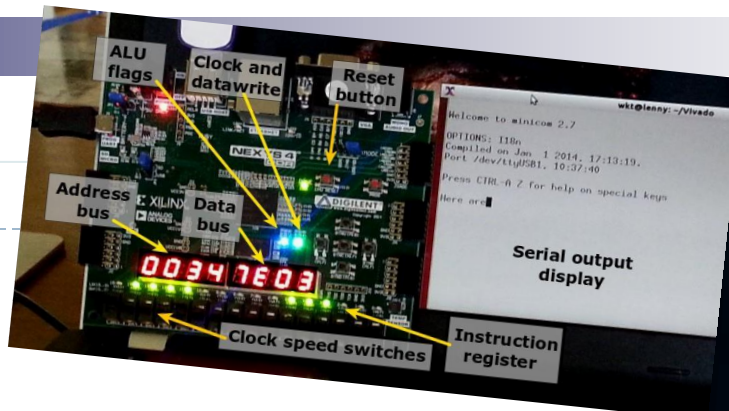 ALU
flags
Clock and
datawrite
Reset
button
wkt@lenny: ~/Vivado
Welcome to minicom 2.7
OPTIONS: I18n
Compiled on Jan 1 2014, 17:13:19.
Port /dev/ttyUSB1, 10:37:40
Press CTRL-A Z for help on special keys
Here are
NEXYS 4
XILINX
ANALOG
DEVICES
DIGILENT
Address
bus
Data
bus
0034 7E03
Serial output
display
Clock speed switches
Instruction
register